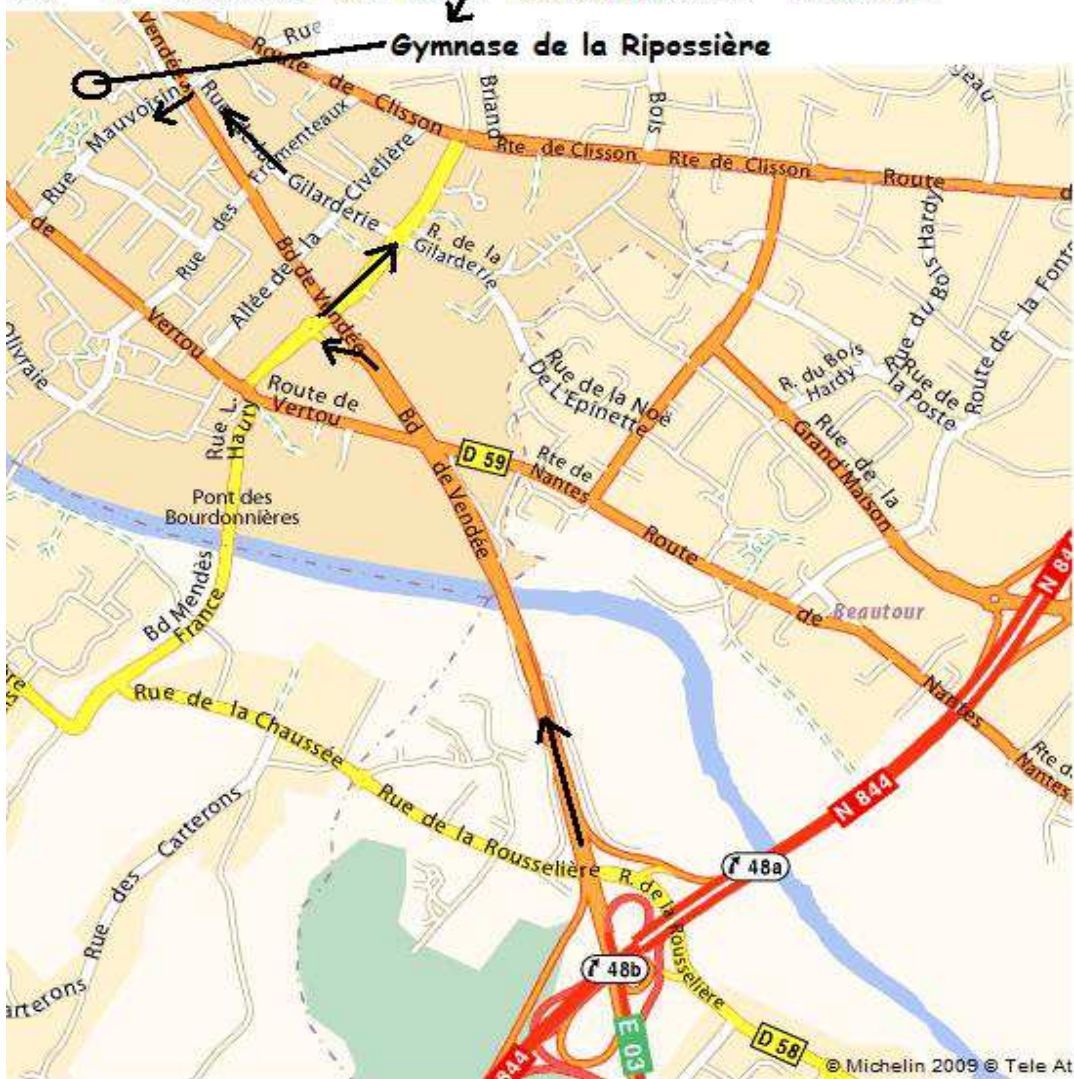 Gymnase de la Ripossière
Vendée
Rue
Route de Clisson
Briand
Bois
geau
Mauvoisins
Rue
Rue
Frémenteaux
Civelière
Rte de Clisson
Rte de Clisson
Route
d
Gilarderie
R. de la
Gilarderie
Rue
des
de
Allée de la
Bd de Vendée
Rue du Bois Hardy
Route de la Fonta
Vertou
Olivraie
Route de
Vertou
Rue L.
Haury
Bd
de Vendée
D 59
Rte de
Nantes
Rue de la Noë
De L'Epinette
R. du Bois
Hardy
Rue de
la Poste
Rue de la
Grand Maison
Pont des
Bourdonnières
Route
de
Nantes
Beautour
N 844
Bd Mendès
France
Rte d
Nantes
Rue de la Chaussée
Rue de la Rousselière
R. de la
Rousselière
N 844
48a
48b
Rue des Carterons
arterons
E 03
844
D 58
© Michelin 2009 © Tele At